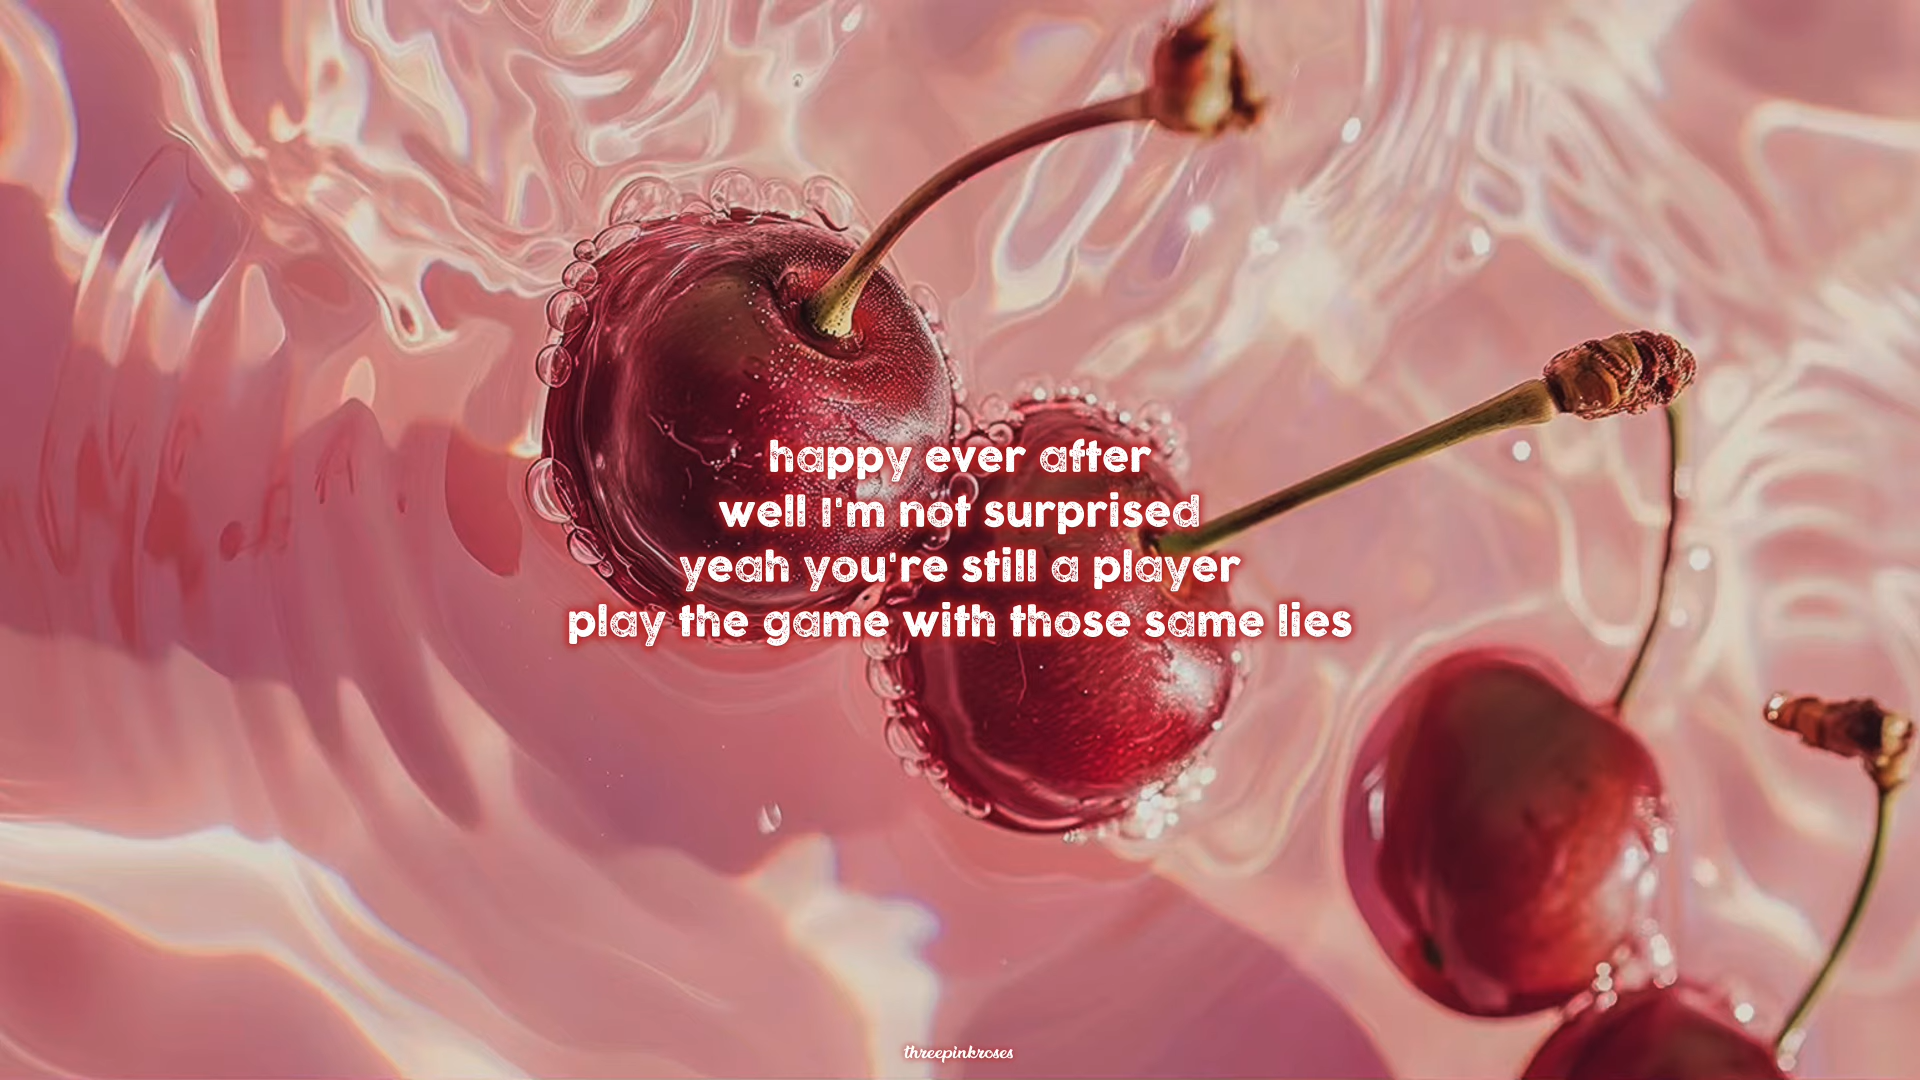 happy ever after
well I'm not surprised
yeah you're still a player
play the game with those same lies
threepinkroses